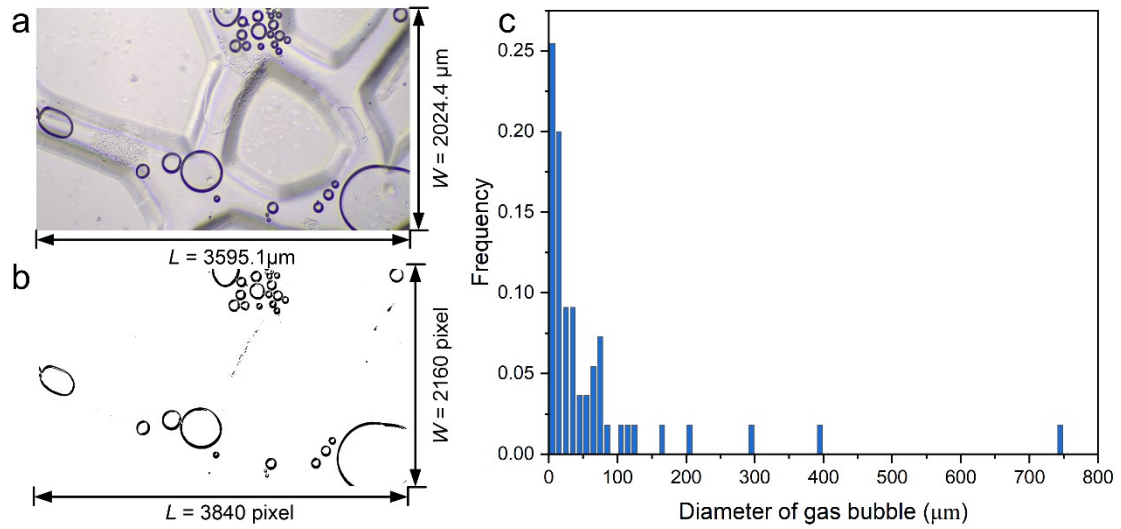 a
W = 2024.4 μm
L = 3595.1μm
b
W = 2160 pixel
L = 3840 pixel
c
Frequency
0.25
0.20
0.15
0.10
0.05
0.00
0 100 200 300 400 500 600 700 800
Diameter of gas bubble (μm)